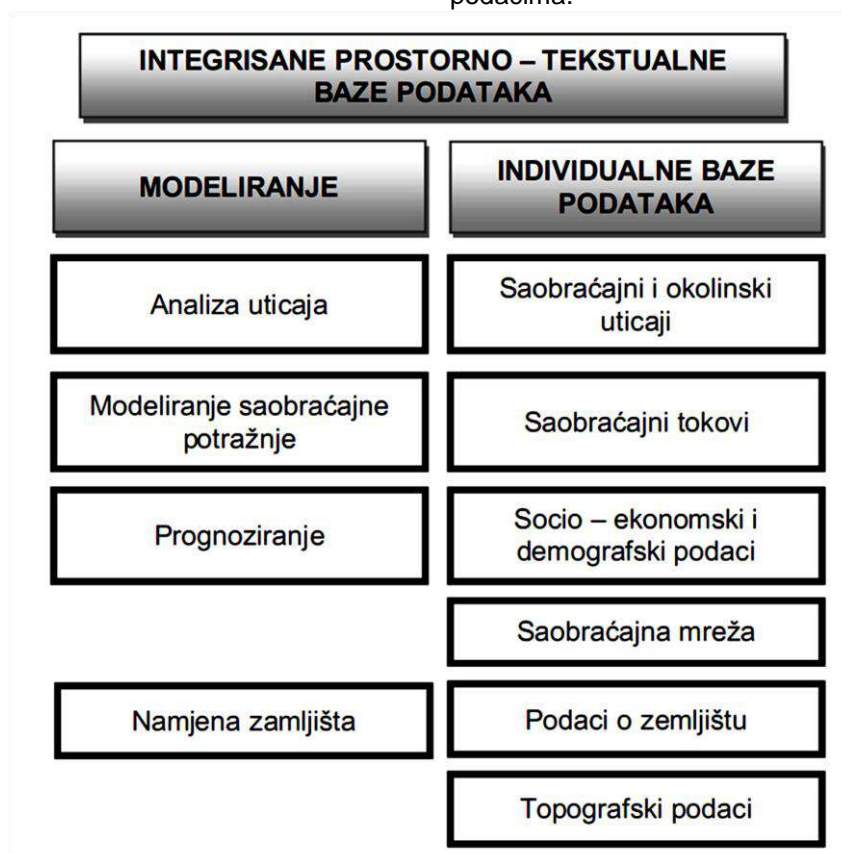 podacima.
INTEGRISANE PROSTORNO – TEKSTUALNE
BAZE PODATAKA
MODELIRANJE
INDIVIDUALNE BAZE
PODATAKA
Analiza uticaja
Saobraćajni i okolinski
uticaji
Modeliranje saobraćajne
potražnje
Saobraćajni tokovi
Prognoziranje
Socio – ekonomski i
demografski podaci
Saobraćajna mreža
Namjena zamljišta
Podaci o zemljištu
Topografski podaci